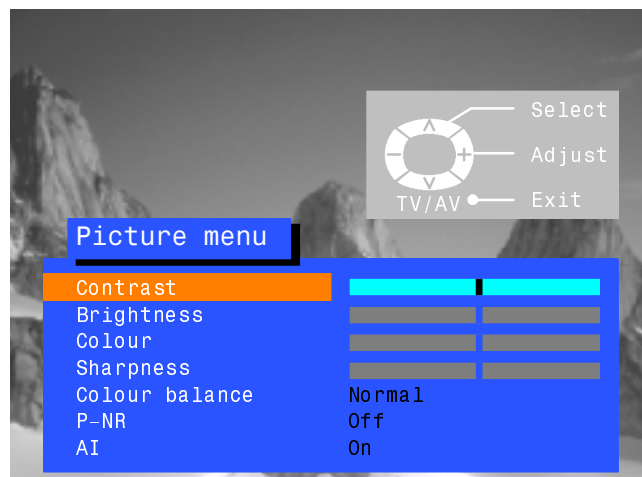 Select
Adjust
TV/AV Exit
Picture menu
Contrast
Brightness
Colour
Sharpness
Colour balance Normal
P-NR Off
AI On